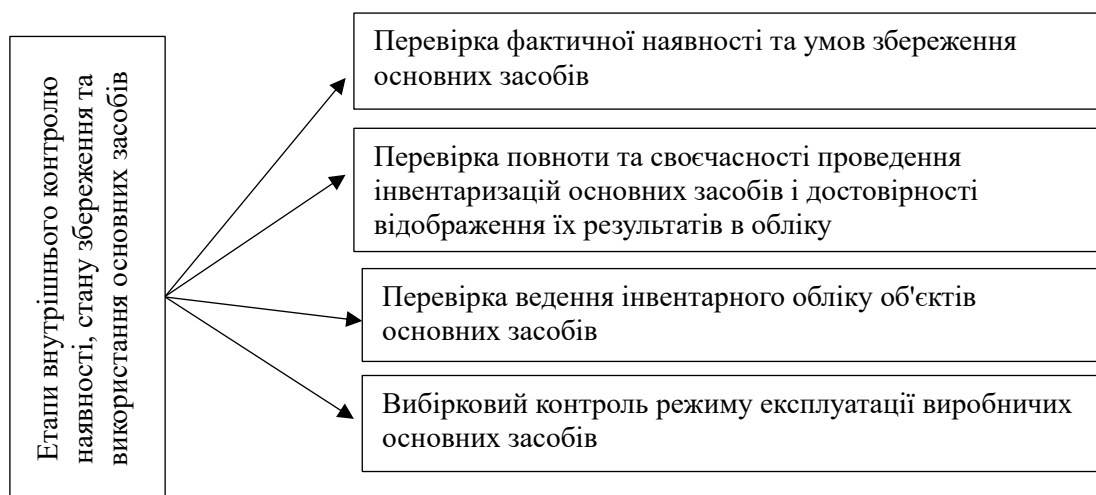 Етапи внутрішнього контролю
наявності, стану збереження та
використання основних засобів
Перевірка фактичної наявності та умов збереження
основних засобів
Перевірка повноти та своєчасності проведення
інвентаризацій основних засобів і достовірності
відображення їх результатів в обліку
Перевірка ведення інвентарного обліку об'єктів
основних засобів
Вибірковий контроль режиму експлуатації виробничих
основних засобів